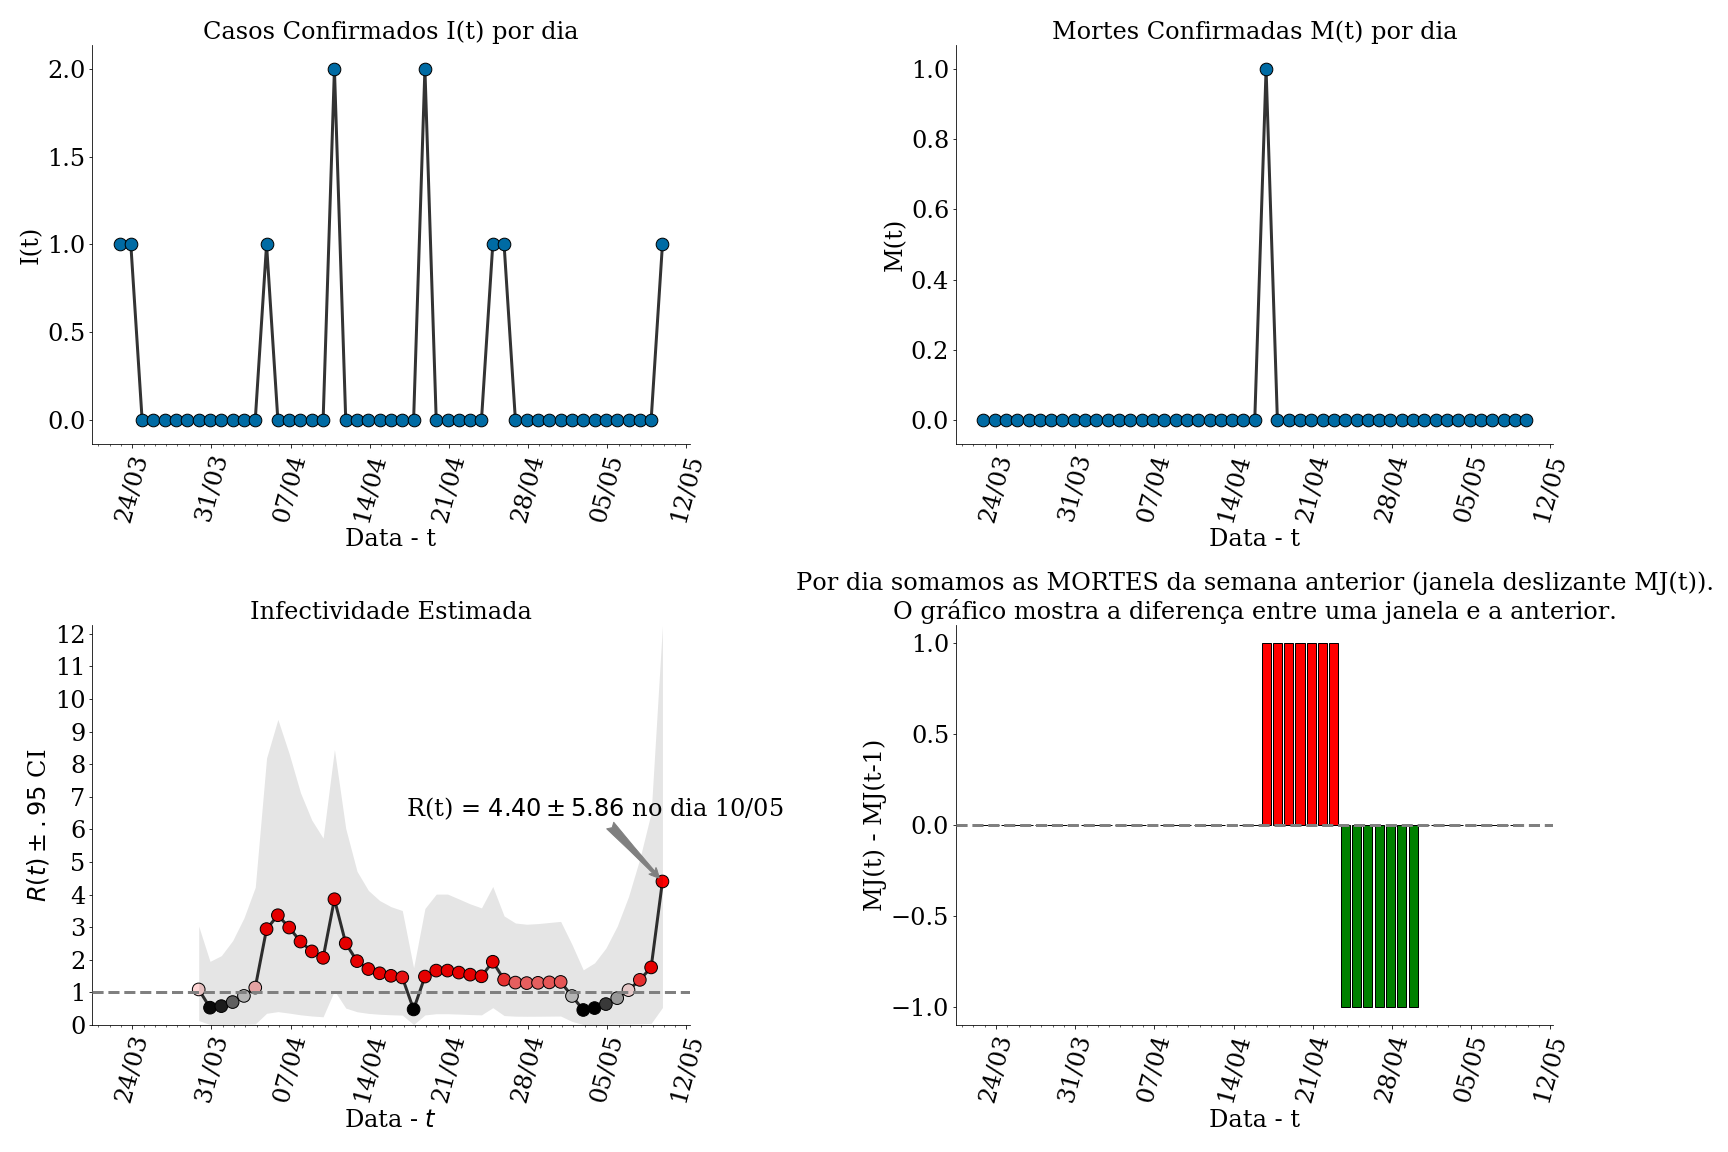 Casos Confirmados I(t) por dia
2.0
1.5
1.0
0.5
0.0
I(t)
24/03 31/03 07/04 14/04 21/04 28/04 05/05 12/05
Data - t
Mortes Confirmadas M(t) por dia
1.0
0.8
0.6
0.4
0.2
0.0
M(t)
24/03 31/03 07/04 14/04 21/04 28/04 05/05 12/05
Data - t
Infectividade Estimada
12
11
10
9
8
7
6
5
4
3
2
1
0
R(t) ± .95 CI
R(t) = 4.40 ± 5.86 no dia 10/05
24/03 31/03 07/04 14/04 21/04 28/04 05/05 12/05
Data - t
Por dia somamos as MORTES da semana anterior (janela deslizante MJ(t)).
O gráfico mostra a diferença entre uma janela e a anterior.
1.0
0.5
0.0
−0.5
−1.0
MJ(t) - MJ(t-1)
24/03 31/03 07/04 14/04 21/04 28/04 05/05 12/05
Data - t